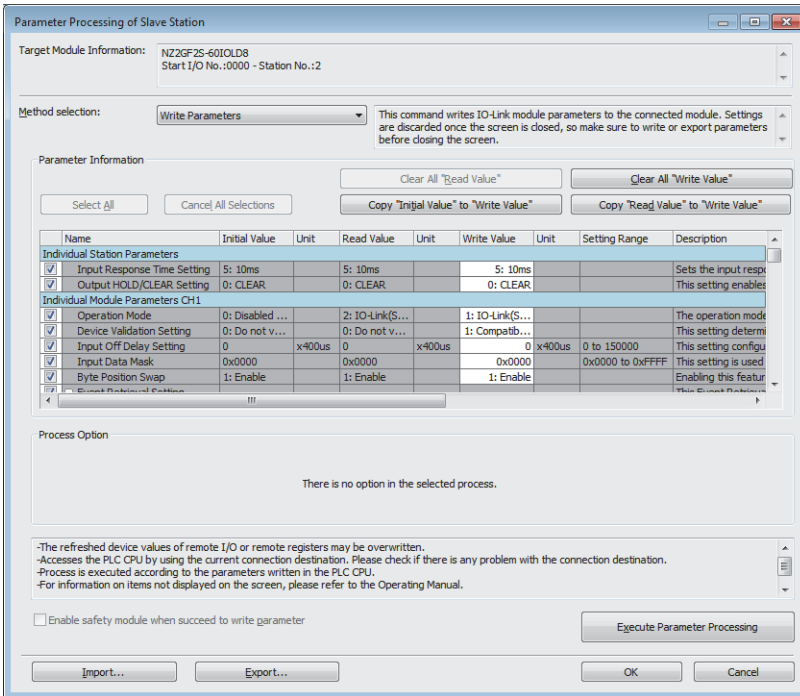 Parameter Processing of Slave Station
Target Module Information:
NZ2GF2S-60IOLD8
Start I/O No.:0000 - Station No.:2
Method selection:
Write Parameters
This command writes IO-Link module parameters to the connected module. Settings
are discarded once the screen is closed, so make sure to write or export parameters
before closing the screen.
Parameter Information
Clear All "Read Value"
Clear All "Write Value"
Select All
Cancel All Selections
Copy "Initial Value" to "Write Value"
Copy "Read Value" to "Write Value"
Name Initial Value Unit Read Value Unit Write Value Unit Setting Range Description
Individual Station Parameters
Input Response Time Setting 5: 10ms 5: 10ms 5: 10ms Sets the input respo
Output HOLD/CLEAR Setting 0: CLEAR 0: CLEAR 0: CLEAR This setting enables
Individual Module Parameters CH1
Operation Mode 0: Disabled ... 2: IO-Link(S... 1: IO-Link(S... The operation mode
Device Validation Setting 0: Do not v... 0: Do not v... 1: Compatib... This setting determi
Input Off Delay Setting 0 x400us 0 x400us 0 x400us 0 to 150000 This setting configu
Input Data Mask 0x0000 0x0000 0x0000 0x0000 to 0xFFFF This setting is used
Byte Position Swap 1: Enable 1: Enable 1: Enable Enabling this featur
Event Retrieval Setting This Event Retrieva
Process Option
There is no option in the selected process.
-The refreshed device values of remote I/O or remote registers may be overwritten.
-Accesses the PLC CPU by using the current connection destination. Please check if there is any problem with the connection destination.
-Process is executed according to the parameters written in the PLC CPU.
-For information on items not displayed on the screen, please refer to the Operating Manual.
Enable safety module when succeed to write parameter
Execute Parameter Processing
Import...
Export...
OK
Cancel